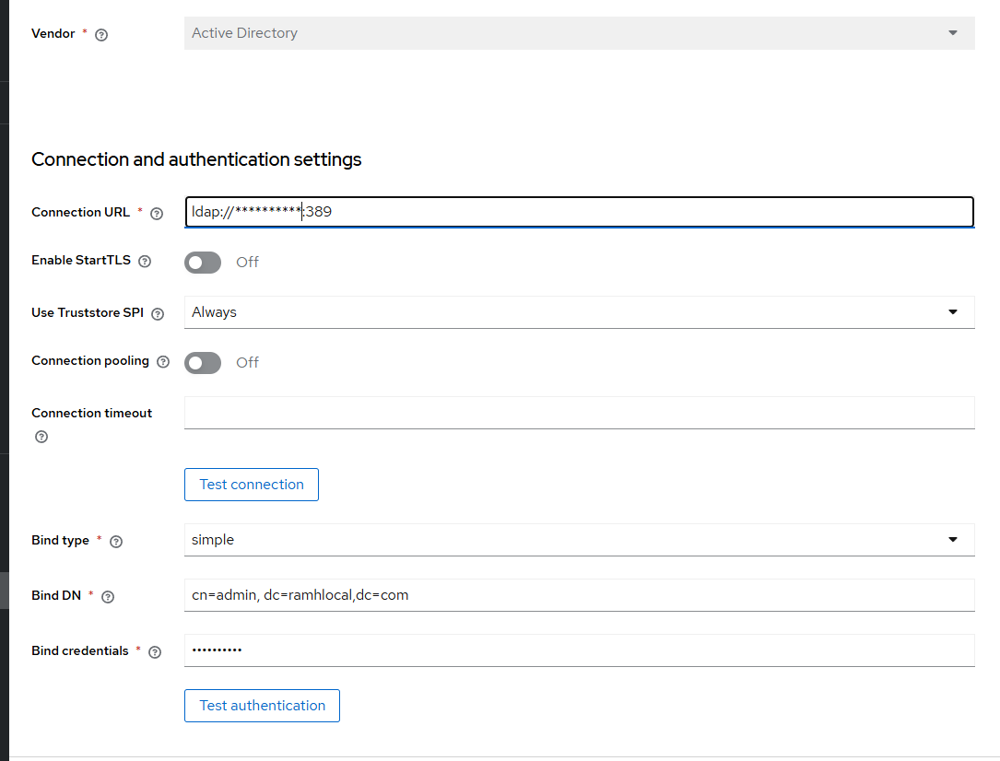 Vendor * Active Directory
Connection and authentication settings
Connection URL * ldap://**********:389
Enable StartTLS Off
Use Truststore SPI Always
Connection pooling Off
Connection timeout
Test connection
Bind type * simple
Bind DN * cn=admin, dc=ramhlocal,dc=com
Bind credentials * ••••••••••
Test authentication